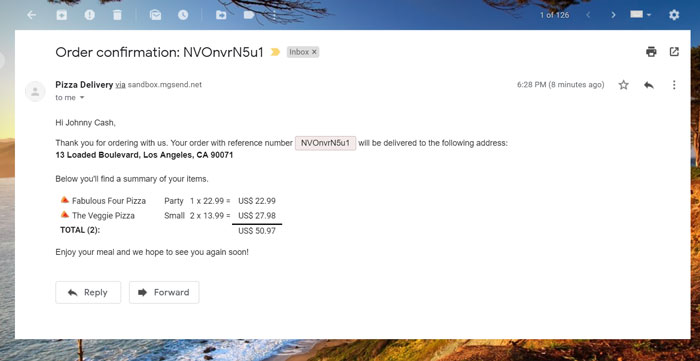 1 of 126
Order confirmation: NVOnvrN5u1 Inbox ×
Pizza Delivery via sandbox.mgsend.net 6:28 PM (8 minutes ago)
to me
Hi Johnny Cash,
Thank you for ordering with us. Your order with reference number NVOnvrN5u1 will be delivered to the following address:
13 Loaded Boulevard, Los Angeles, CA 90071
Below you'll find a summary of your items.
Fabulous Four Pizza Party 1 x 22.99 = US$ 22.99
The Veggie Pizza Small 2 x 13.99 = US$ 27.98
TOTAL (2): US$ 50.97
Enjoy your meal and we hope to see you again soon!
Reply Forward